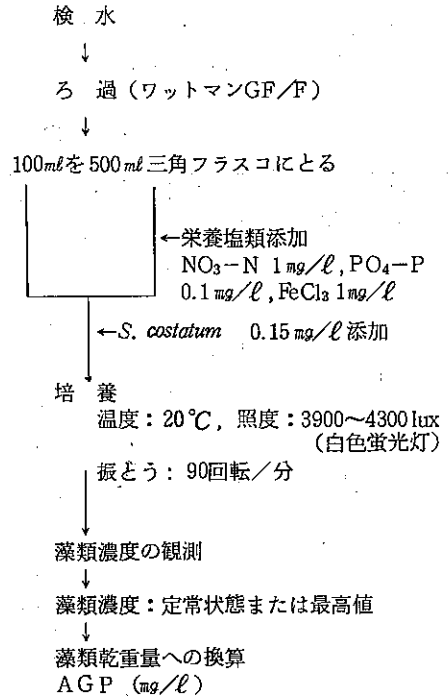 検 水
↓
ろ 過（ワットマンGF/F）
↓
100mℓを500mℓ三角フラスコにとる
←栄養塩類添加
NO₃−N 1mg/ℓ, PO₄−P
0.1mg/ℓ, FeCl₃ 1mg/ℓ
←S. costatum 0.15mg/ℓ添加
培 養
温度：20℃, 照度：3900〜4300lux
（白色蛍光灯）
振とう：90回転／分
↓
藻類濃度の観測
↓
藻類濃度：定常状態または最高値
↓
藻類乾重量への換算
AGP (mg/ℓ)